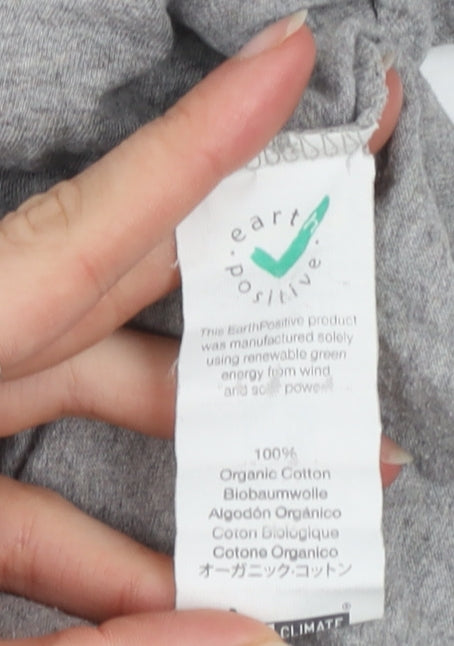 earth positive
This EarthPositive product
was manufactured solely
using renewable green
energy from wind
and solar power
100%
Organic Cotton
Biobaumwolle
Algodón Orgánico
Coton Biologique
Cotone Organico
オーガニック・コットン
CLIMATE